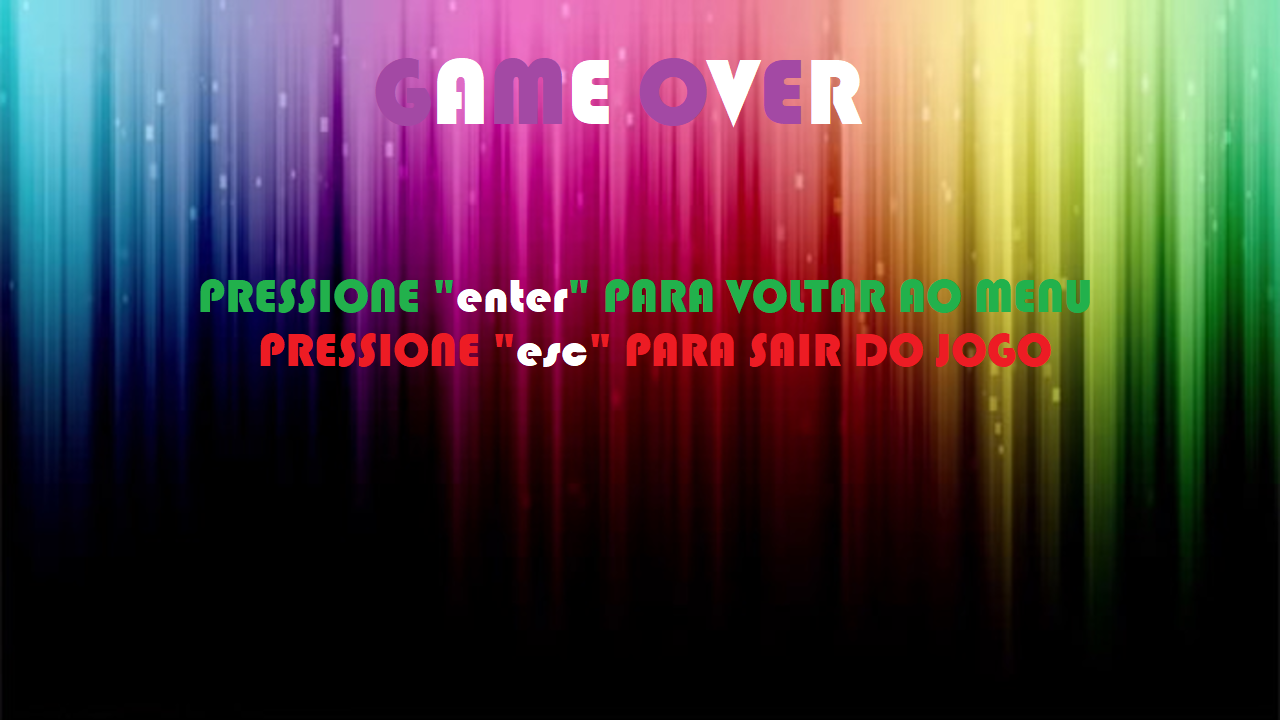 GAME OVER
PRESSIONE "enter" PARA VOLTAR AO MENU
PRESSIONE "esc" PARA SAIR DO JOGO